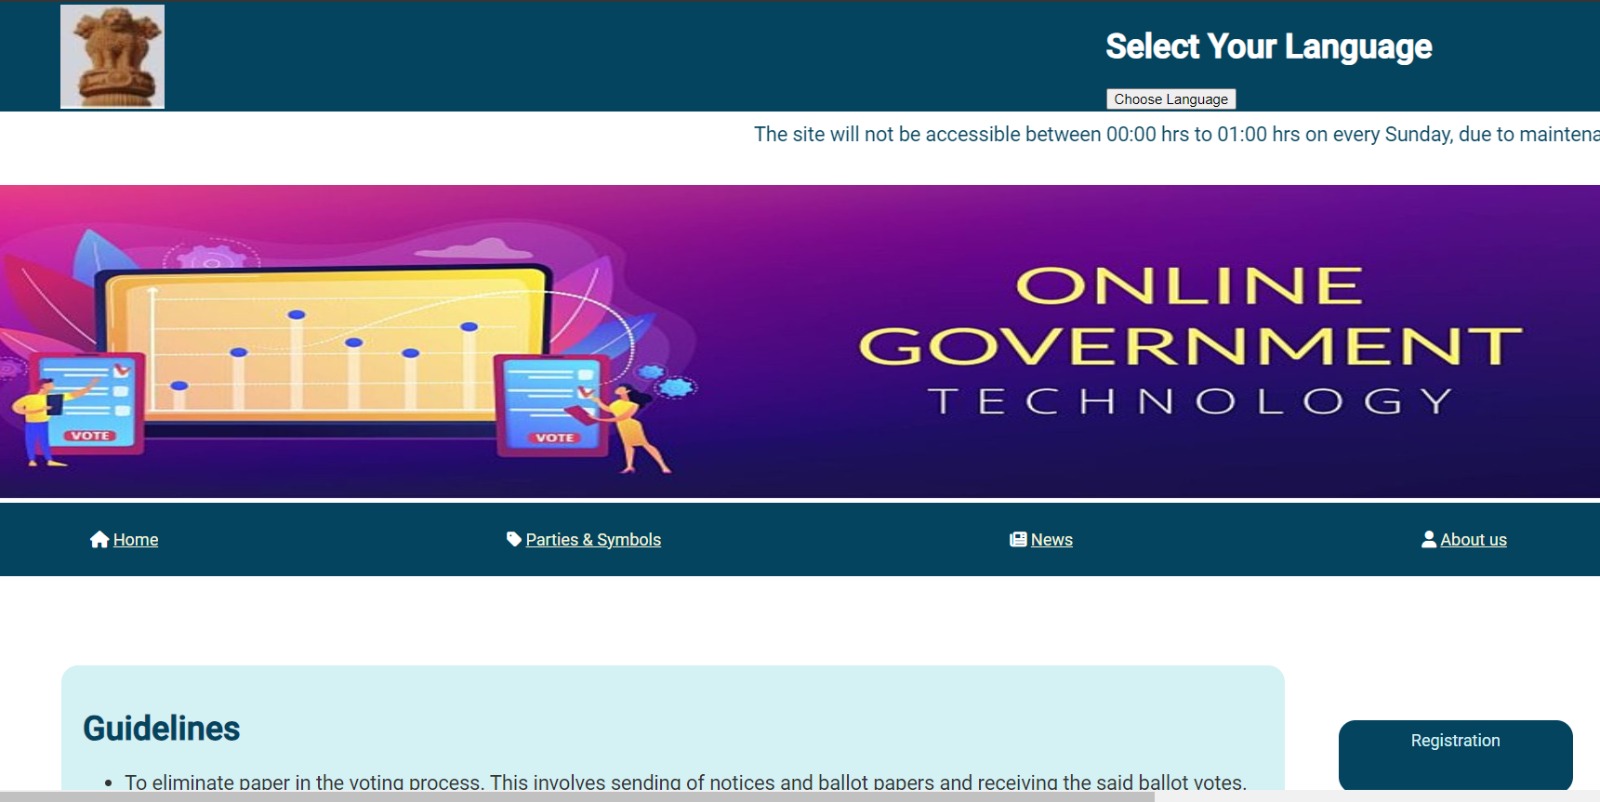 Select Your Language
Choose Language
The site will not be accessible between 00:00 hrs to 01:00 hrs on every Sunday, due to
ONLINE
GOVERNMENT
TECHNOLOGY
VOTE
VOTE
Home
Parties & Symbols
News
About us
Guidelines
Registration
• To eliminate paper in the voting process. This involves sending of notices and ballot papers and receiving the said ballot votes.